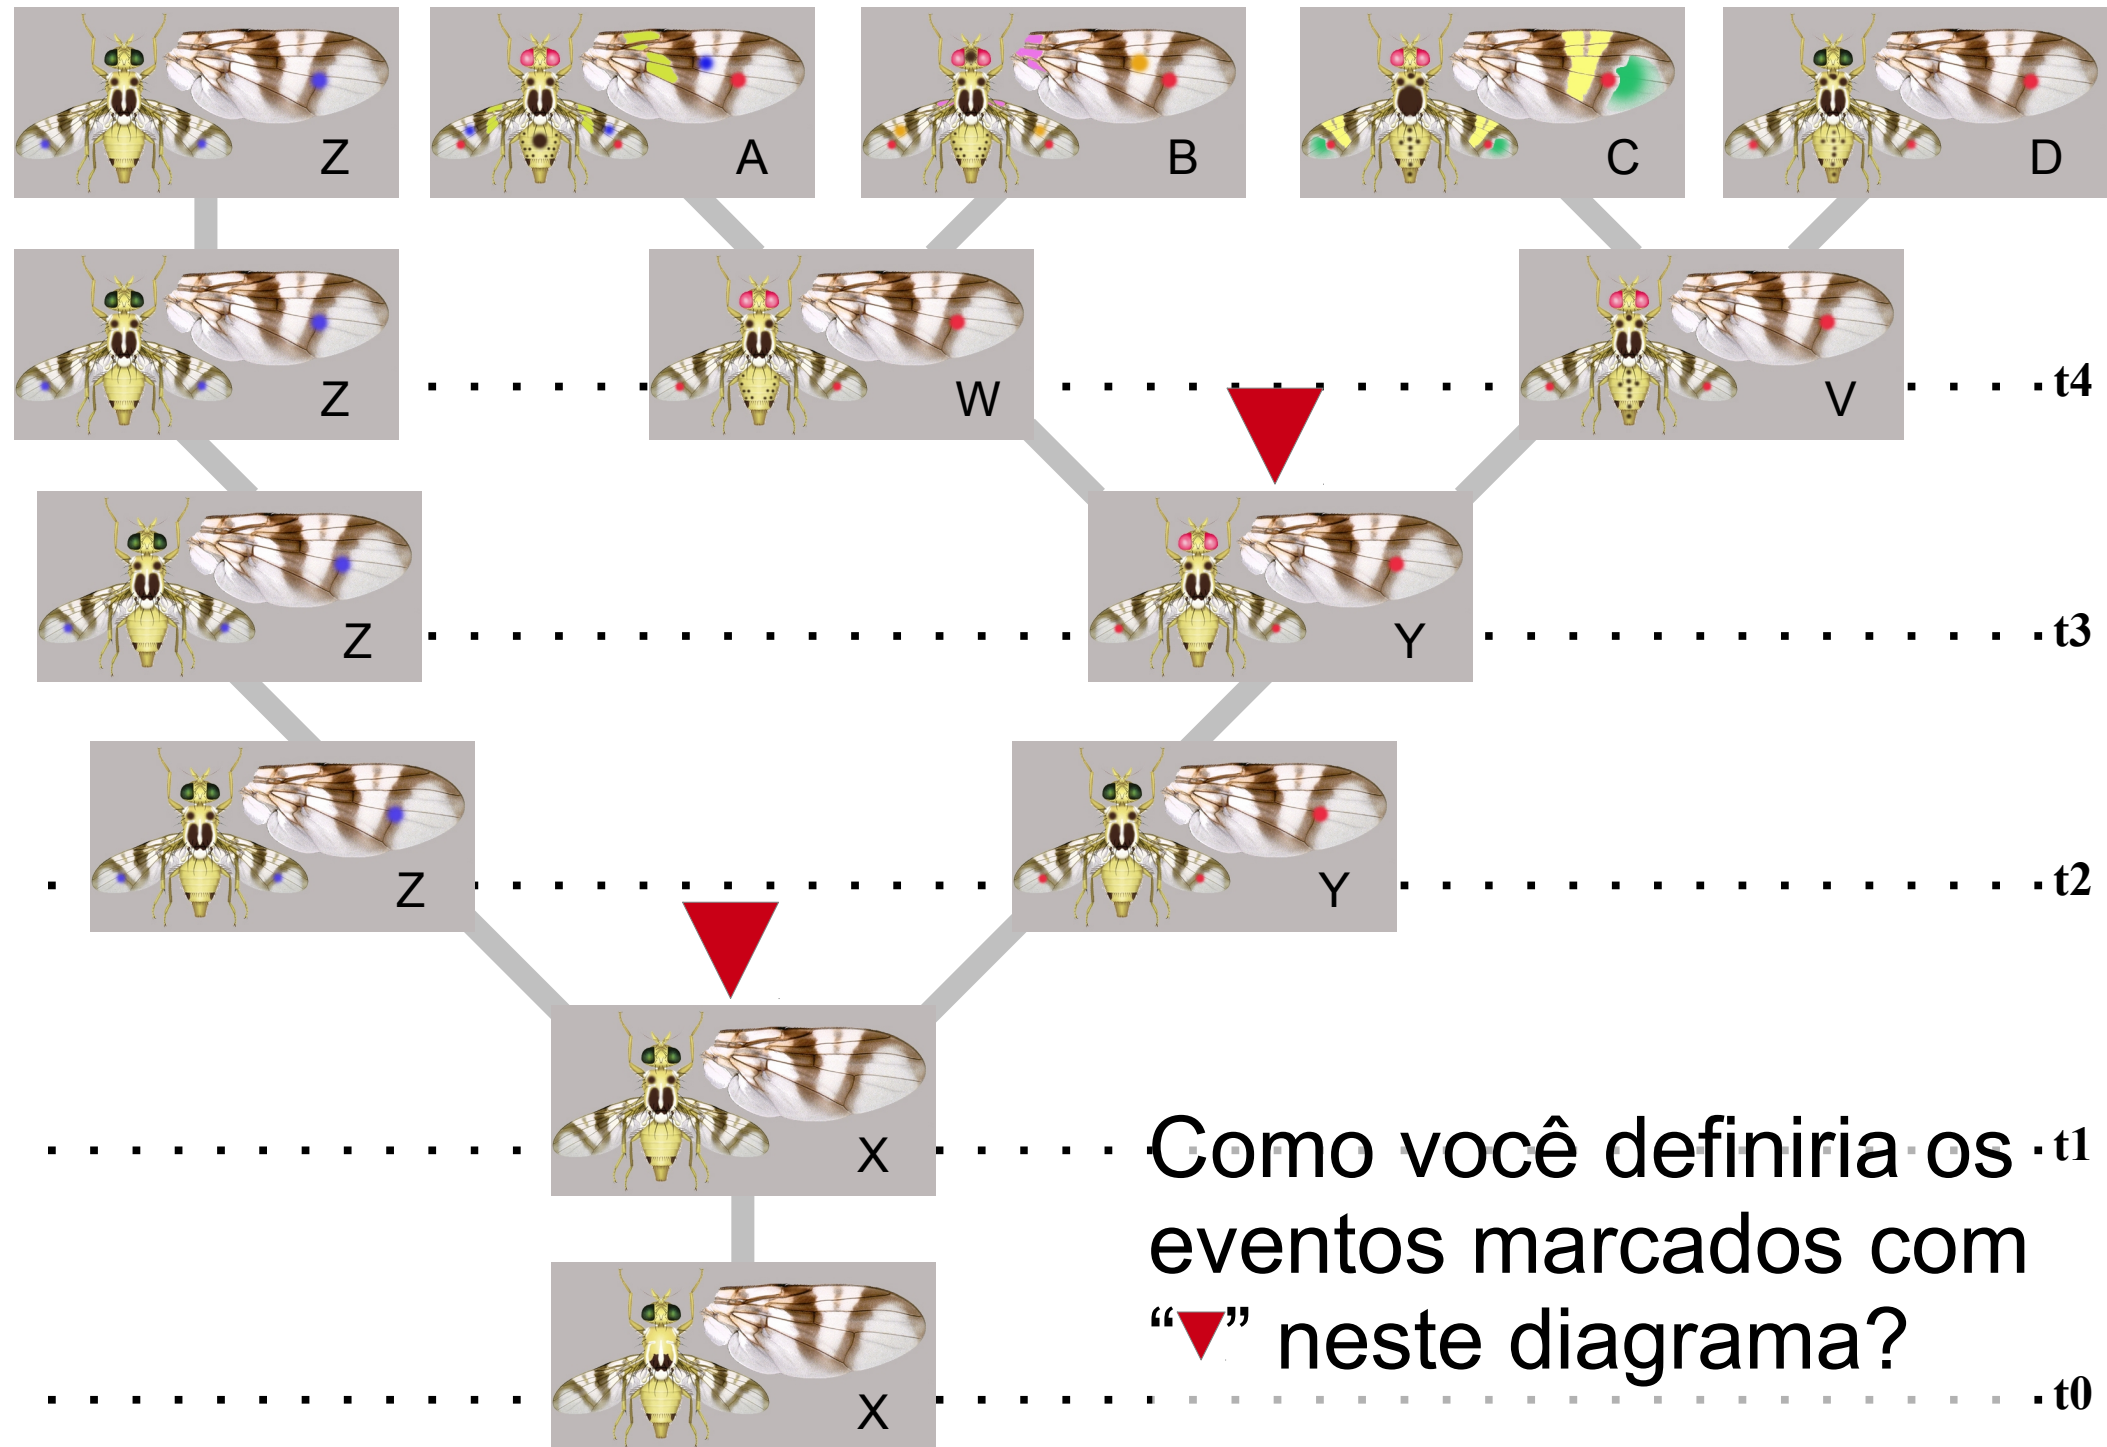 Z
A
B
C
D
Z
W
V
t4
Z
Y
t3
Z
Y
t2
X
t1
Como você definiria os
eventos marcados com
“▼” neste diagrama?
X
t0